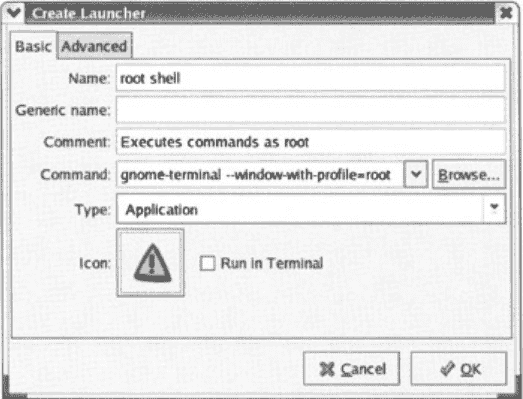 Create Launcher
Basic Advanced
Name: root shell
Generic name:
Comment: Executes commands as root
Command: gnome-terminal --window-with-profile=root Browse...
Type: Application
Icon: Run in Terminal
Cancel OK